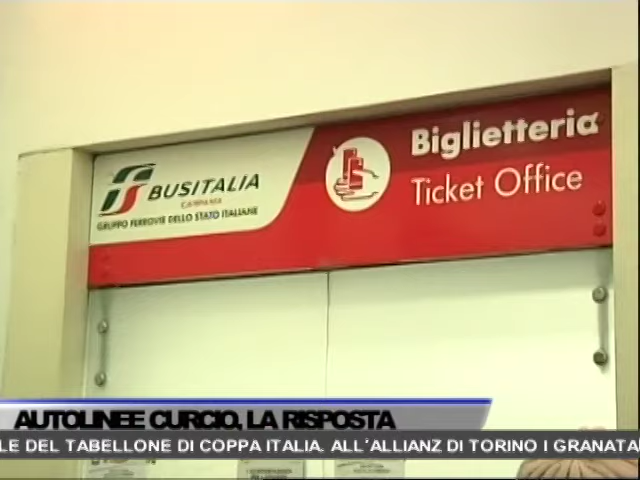 BUSITALIA
CAMPANIA
GRUPPO FERROVIE DELLO STATO ITALIANE
Biglietteria
Ticket Office
AUTOLINEE CURCIO, LA RISPOSTA
LE DEL TABELLONE DI COPPA ITALIA. ALL'ALLIANZ DI TORINO I GRANATA